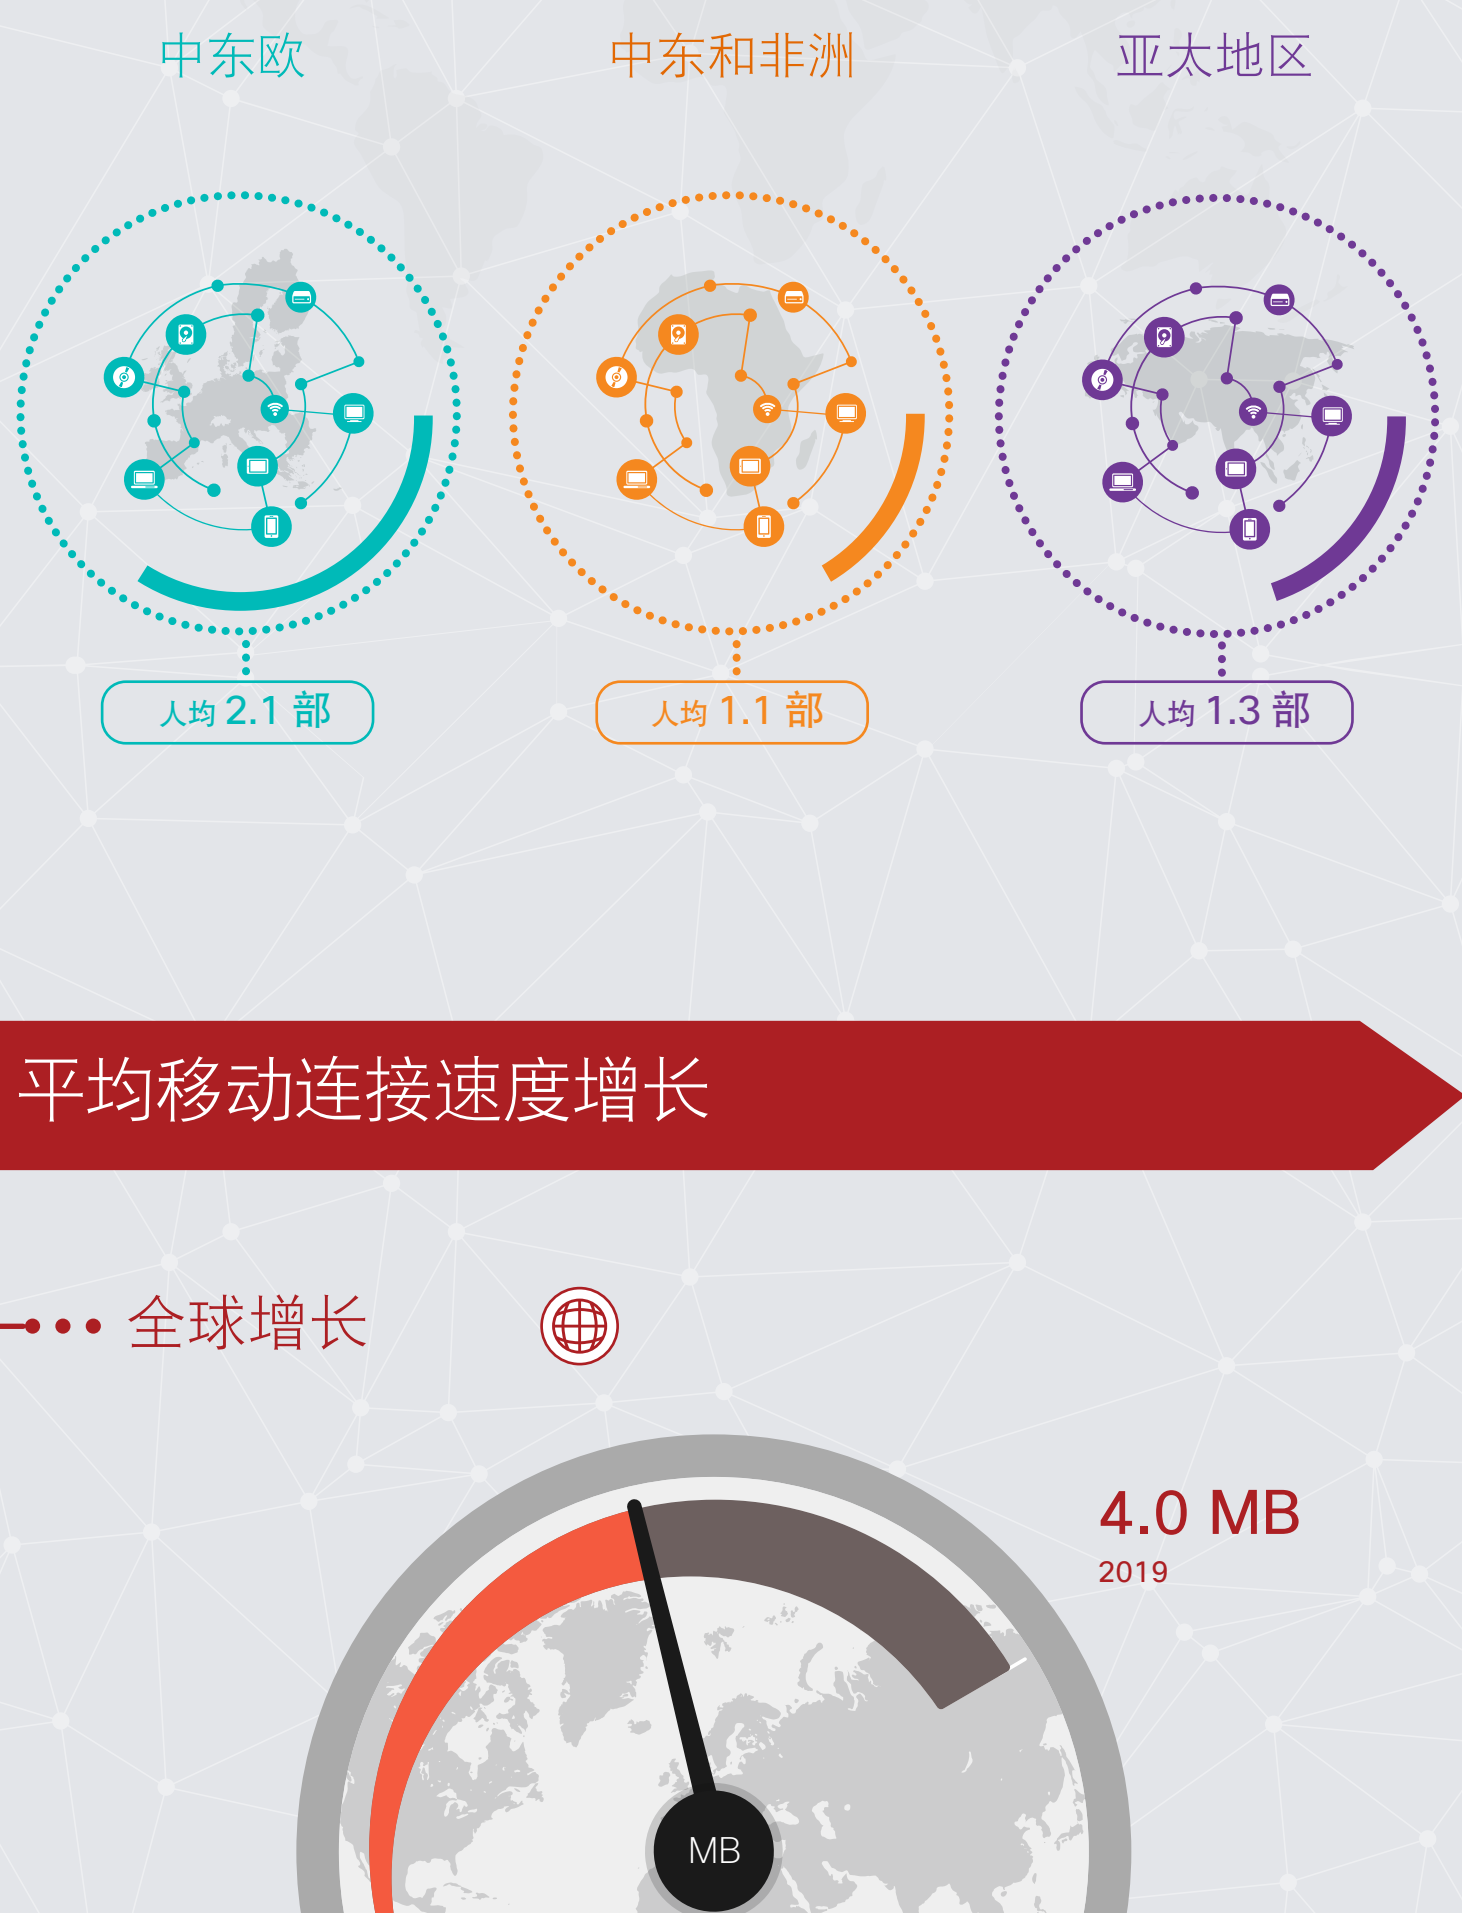 中东欧
中东和非洲
亚太地区
人均 2.1 部
人均 1.1 部
人均 1.3 部
平均移动连接速度增长
全球增长
4.0 MB
2019
MB